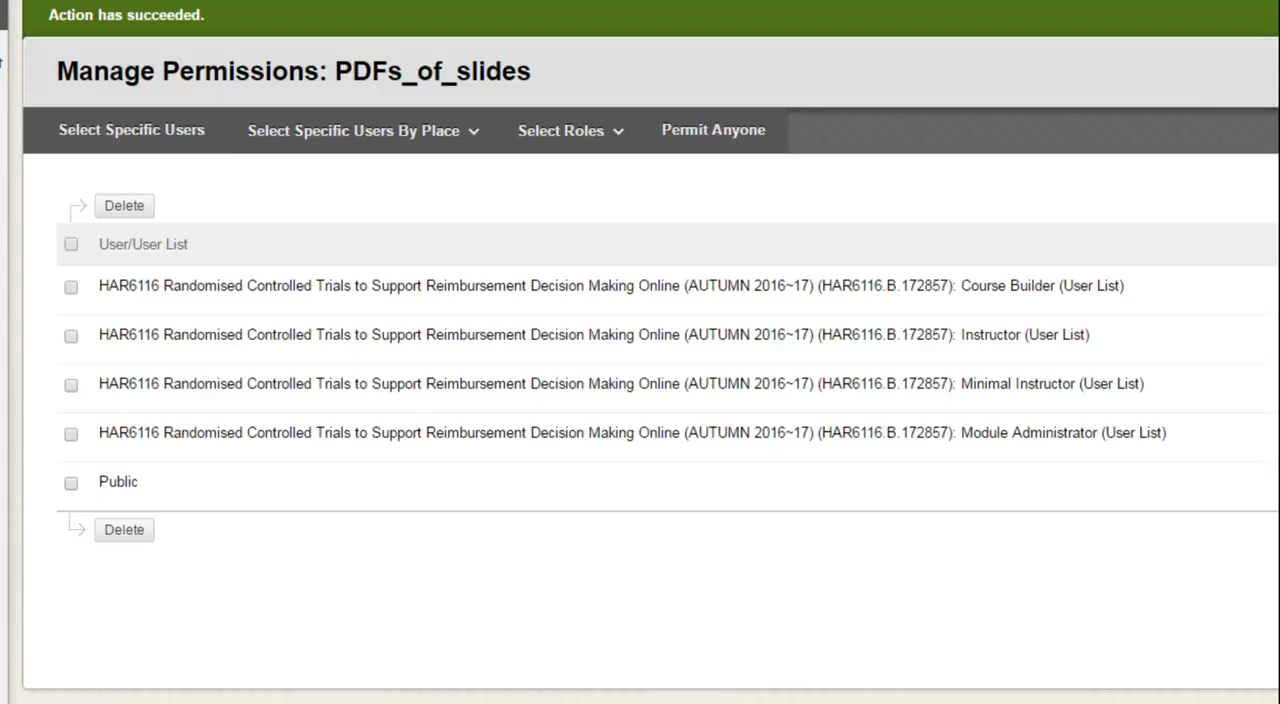 Action has succeeded.
Manage Permissions: PDFs_of_slides
Select Specific Users Select Specific Users By Place Select Roles Permit Anyone
Delete
User/User List
HAR6116 Randomised Controlled Trials to Support Reimbursement Decision Making Online (AUTUMN 2016~17) (HAR6116.B.172857): Course Builder (User List)
HAR6116 Randomised Controlled Trials to Support Reimbursement Decision Making Online (AUTUMN 2016~17) (HAR6116.B.172857): Instructor (User List)
HAR6116 Randomised Controlled Trials to Support Reimbursement Decision Making Online (AUTUMN 2016~17) (HAR6116.B.172857): Minimal Instructor (User List)
HAR6116 Randomised Controlled Trials to Support Reimbursement Decision Making Online (AUTUMN 2016~17) (HAR6116.B.172857): Module Administrator (User List)
Public
Delete